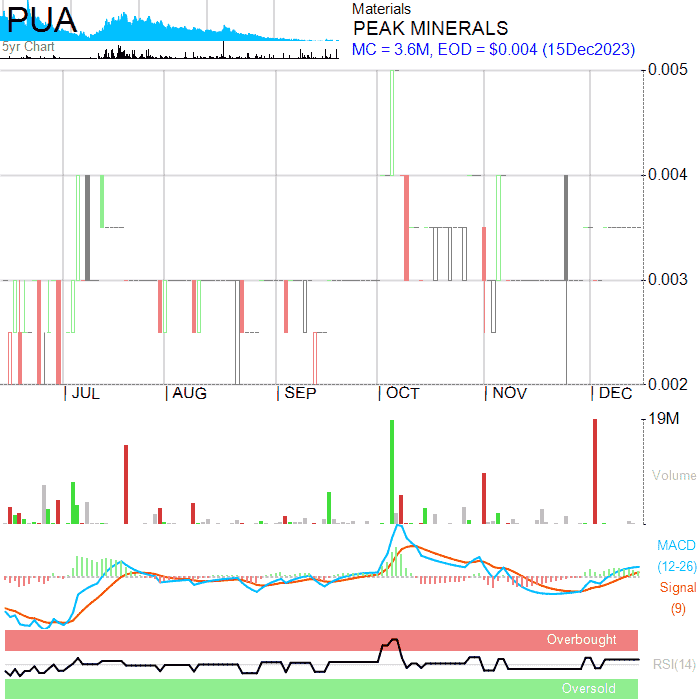 PUA
5yr Chart
Materials
PEAK MINERALS
MC = 3.6M, EOD = $0.004 (15Dec2023)
0.005
0.004
0.003
0.002
JUL AUG SEP OCT NOV DEC
19M
Volume
MACD
(12-26)
Signal
(9)
Overbought
RSI(14)
Oversold